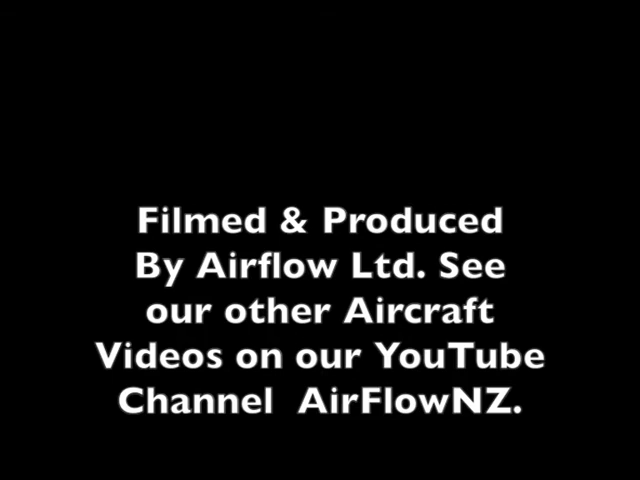 Filmed & Produced
By Airflow Ltd. See
our other Aircraft
Videos on our YouTube
Channel  AirFlowNZ.